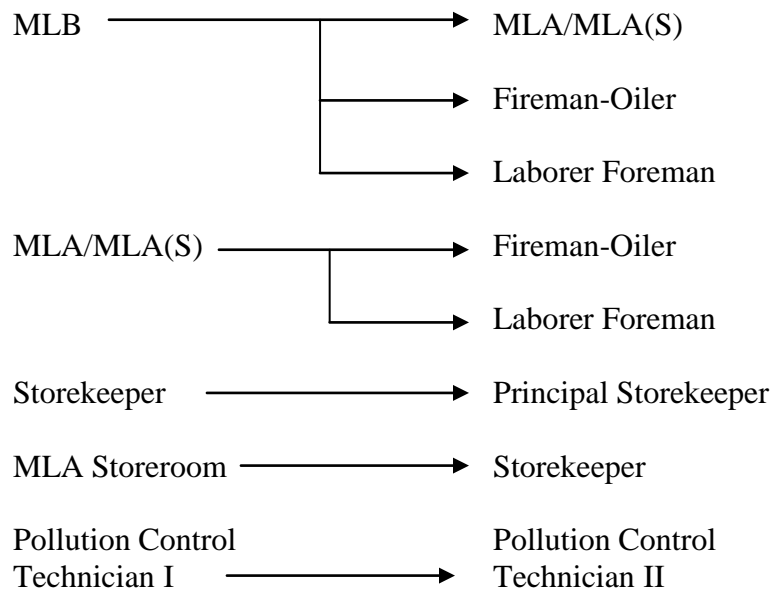 MLB MLA/MLA(S)
Fireman-Oiler
Laborer Foreman
MLA/MLA(S) Fireman-Oiler
Laborer Foreman
Storekeeper Principal Storekeeper
MLA Storeroom Storekeeper
Pollution Control Pollution Control
Technician I Technician II